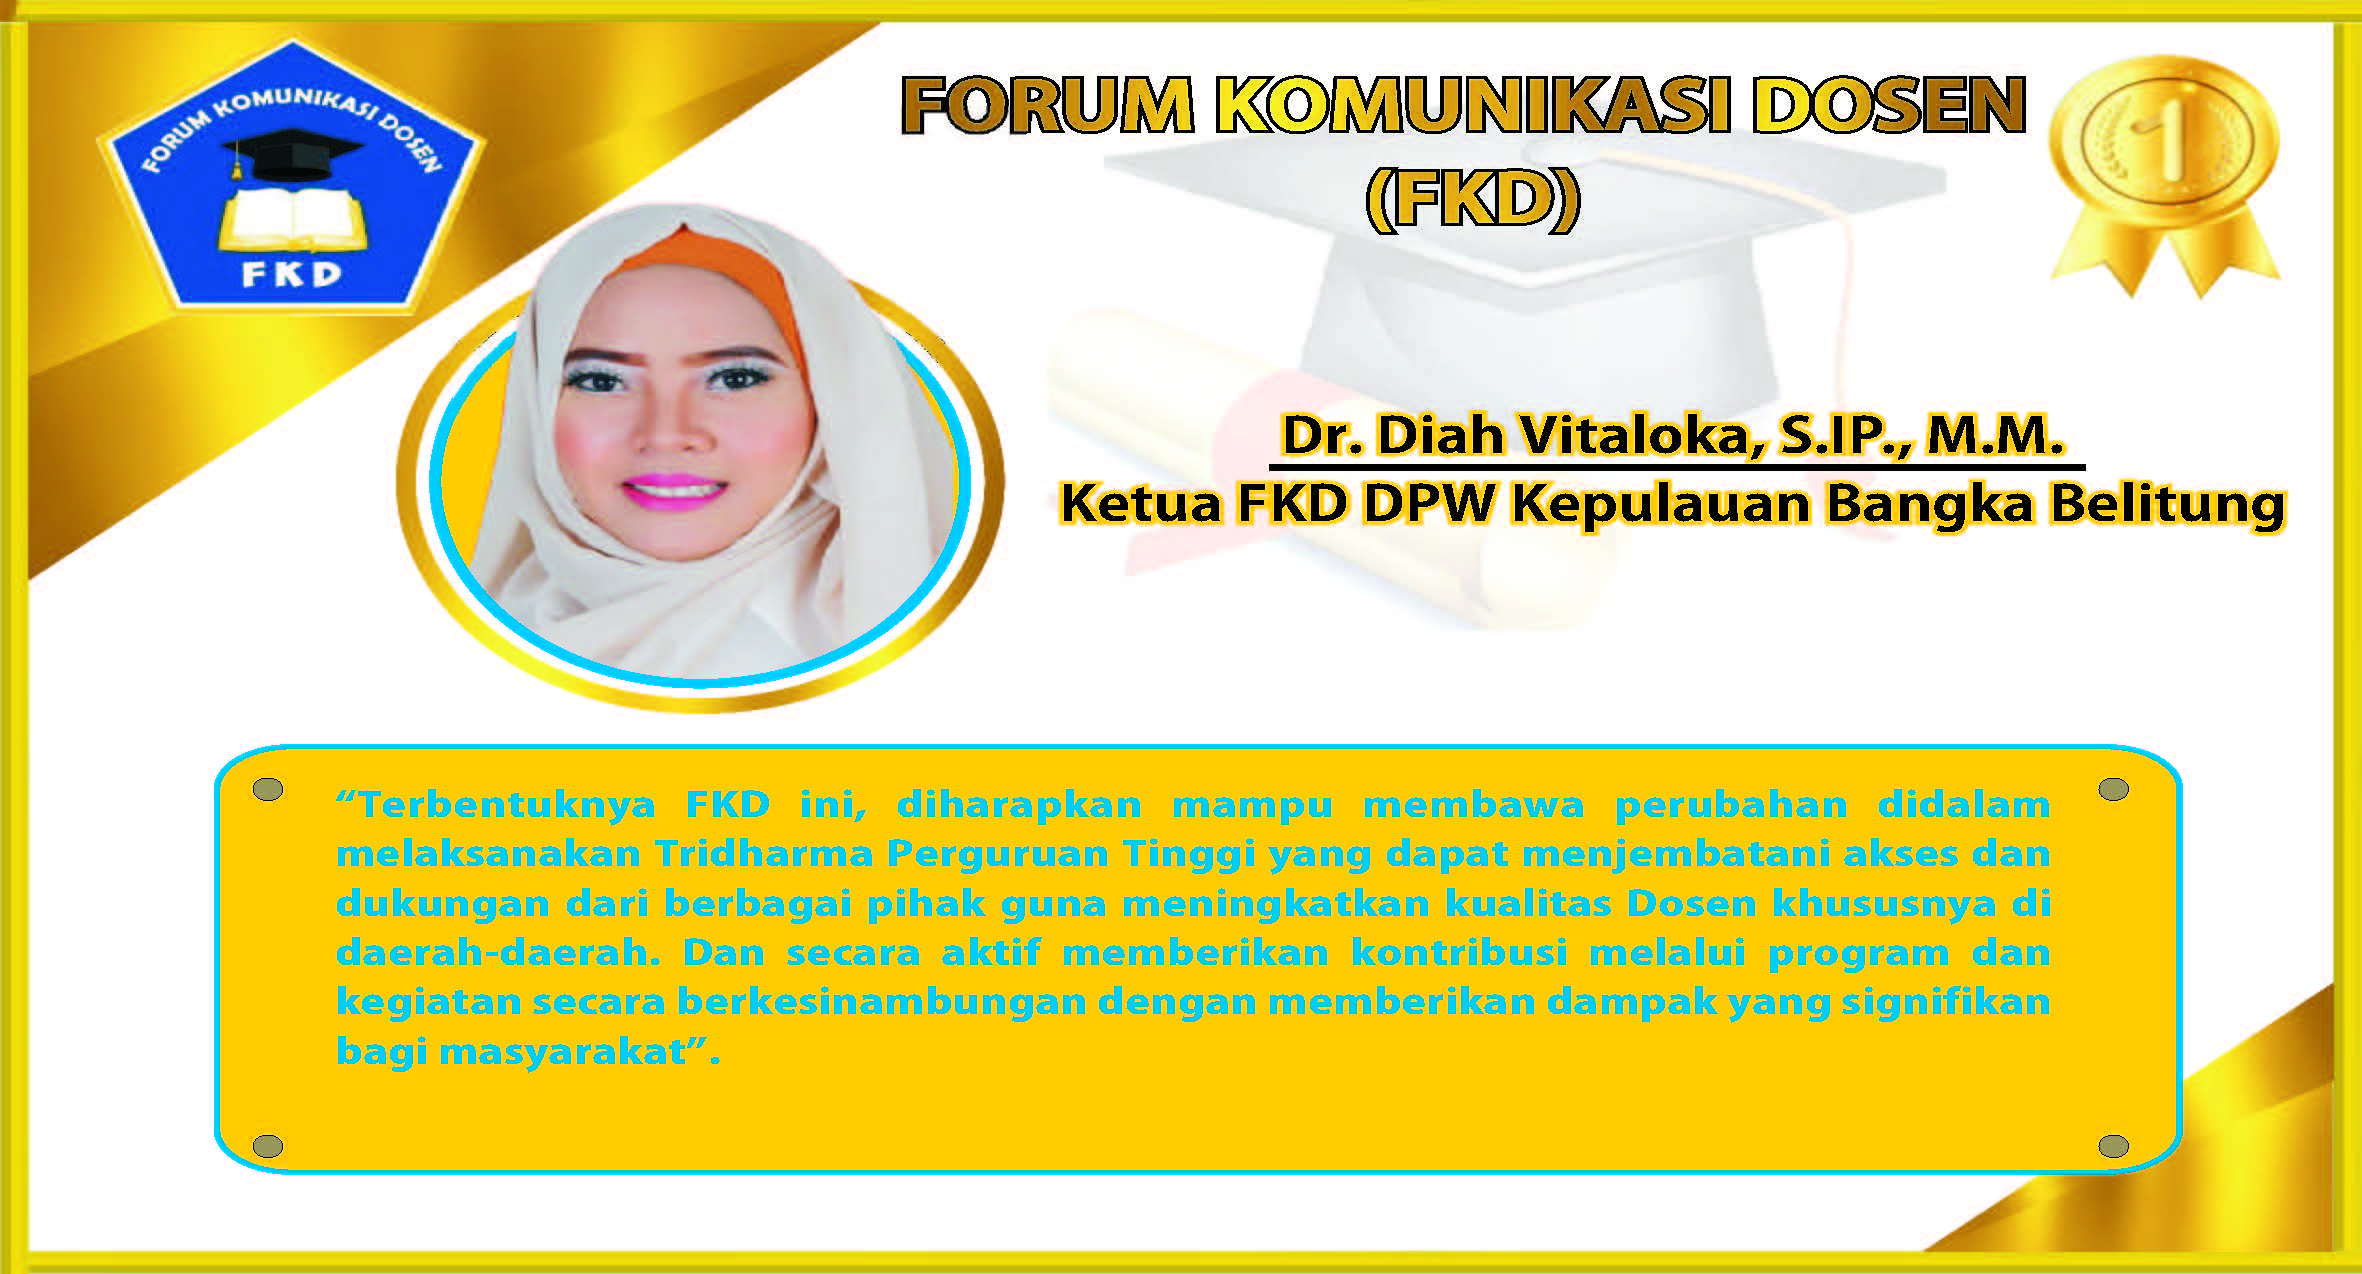 FORUM KOMUNIKASI DOSEN
FKD
FORUM KOMUNIKASI DOSEN
(FKD)
1
Dr. Diah Vitaloka, S.IP., M.M.
Ketua FKD DPW Kepulauan Bangka Belitung
“Terbentuknya FKD ini, diharapkan mampu membawa perubahan didalam
melaksanakan Tridharma Perguruan Tinggi yang dapat menjembatani akses dan
dukungan dari berbagai pihak guna meningkatkan kualitas Dosen khususnya di
daerah-daerah. Dan secara aktif memberikan kontribusi melalui program dan
kegiatan secara berkesinambungan dengan memberikan dampak yang signifikan
bagi masyarakat”.